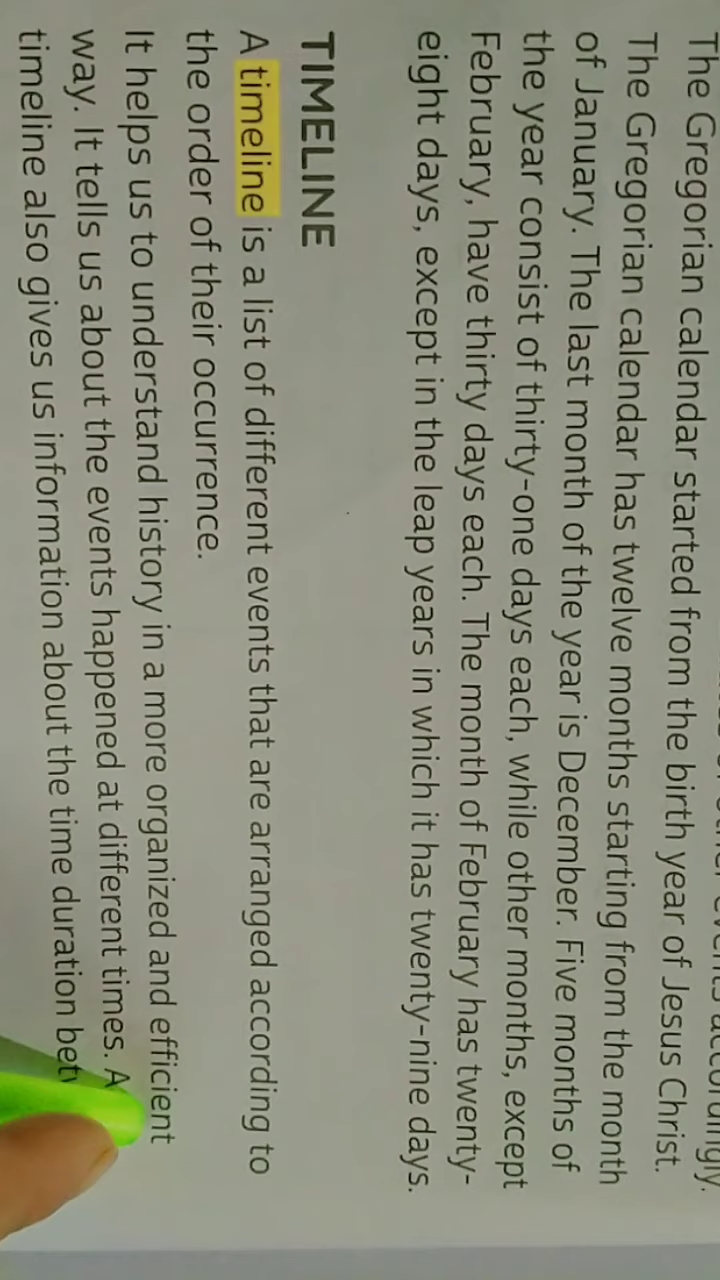 accordingly.
The Gregorian calendar started from the birth year of Jesus Christ.
The Gregorian calendar has twelve months starting from the month
of January. The last month of the year is December. Five months of
the year consist of thirty-one days each, while other months, except
February, have thirty days each. The month of February has twenty-
eight days, except in the leap years in which it has twenty-nine days.
TIMELINE
A timeline is a list of different events that are arranged according to
the order of their occurrence.
It helps us to understand history in a more organized and efficient
way. It tells us about the events happened at different times. A
timeline also gives us information about the time duration